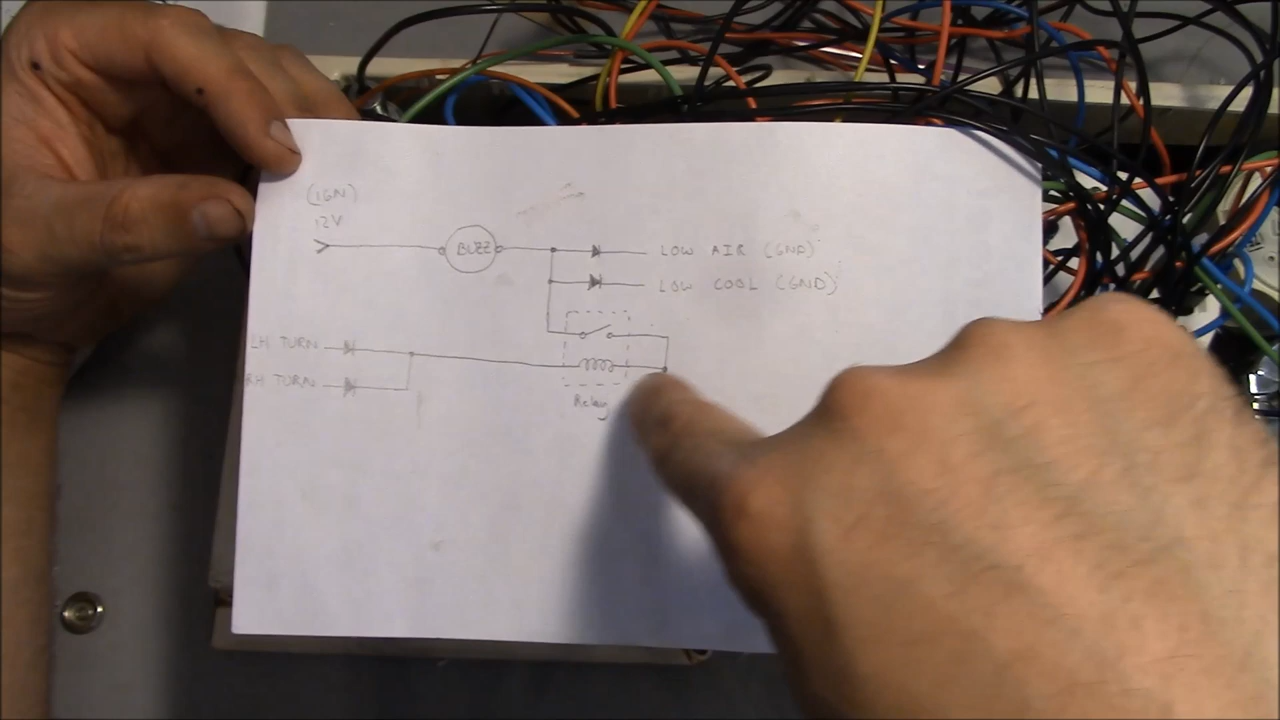 (IGN)
12V
BUZZ
LOW AIR (GND)
LOW COOL (GND)
LH TURN
RH TURN
Relay